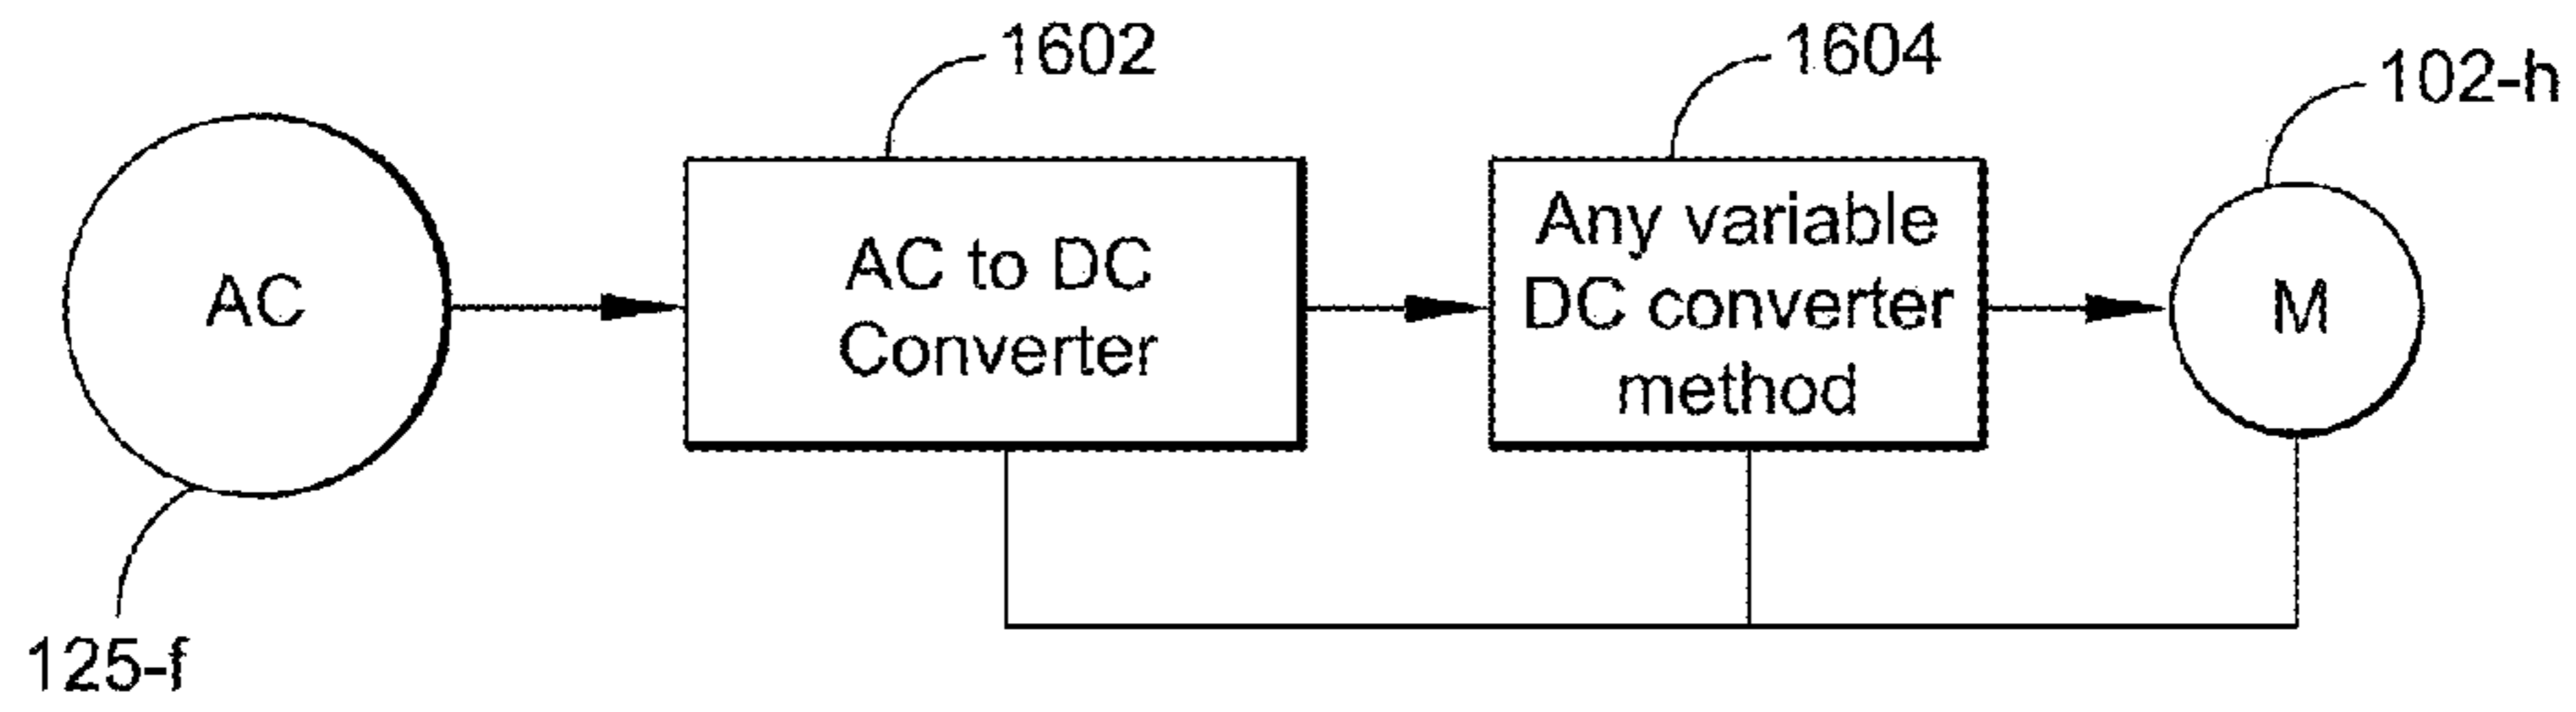 1602
1604
102-h
AC
AC to DC
Converter
Any variable
DC converter
method
M
125-f